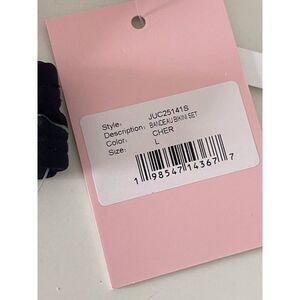 Style: JUC25141S
Description: BANDEAU BIKINI SET
Color: CHER
Size: L
1 98547 14367 7